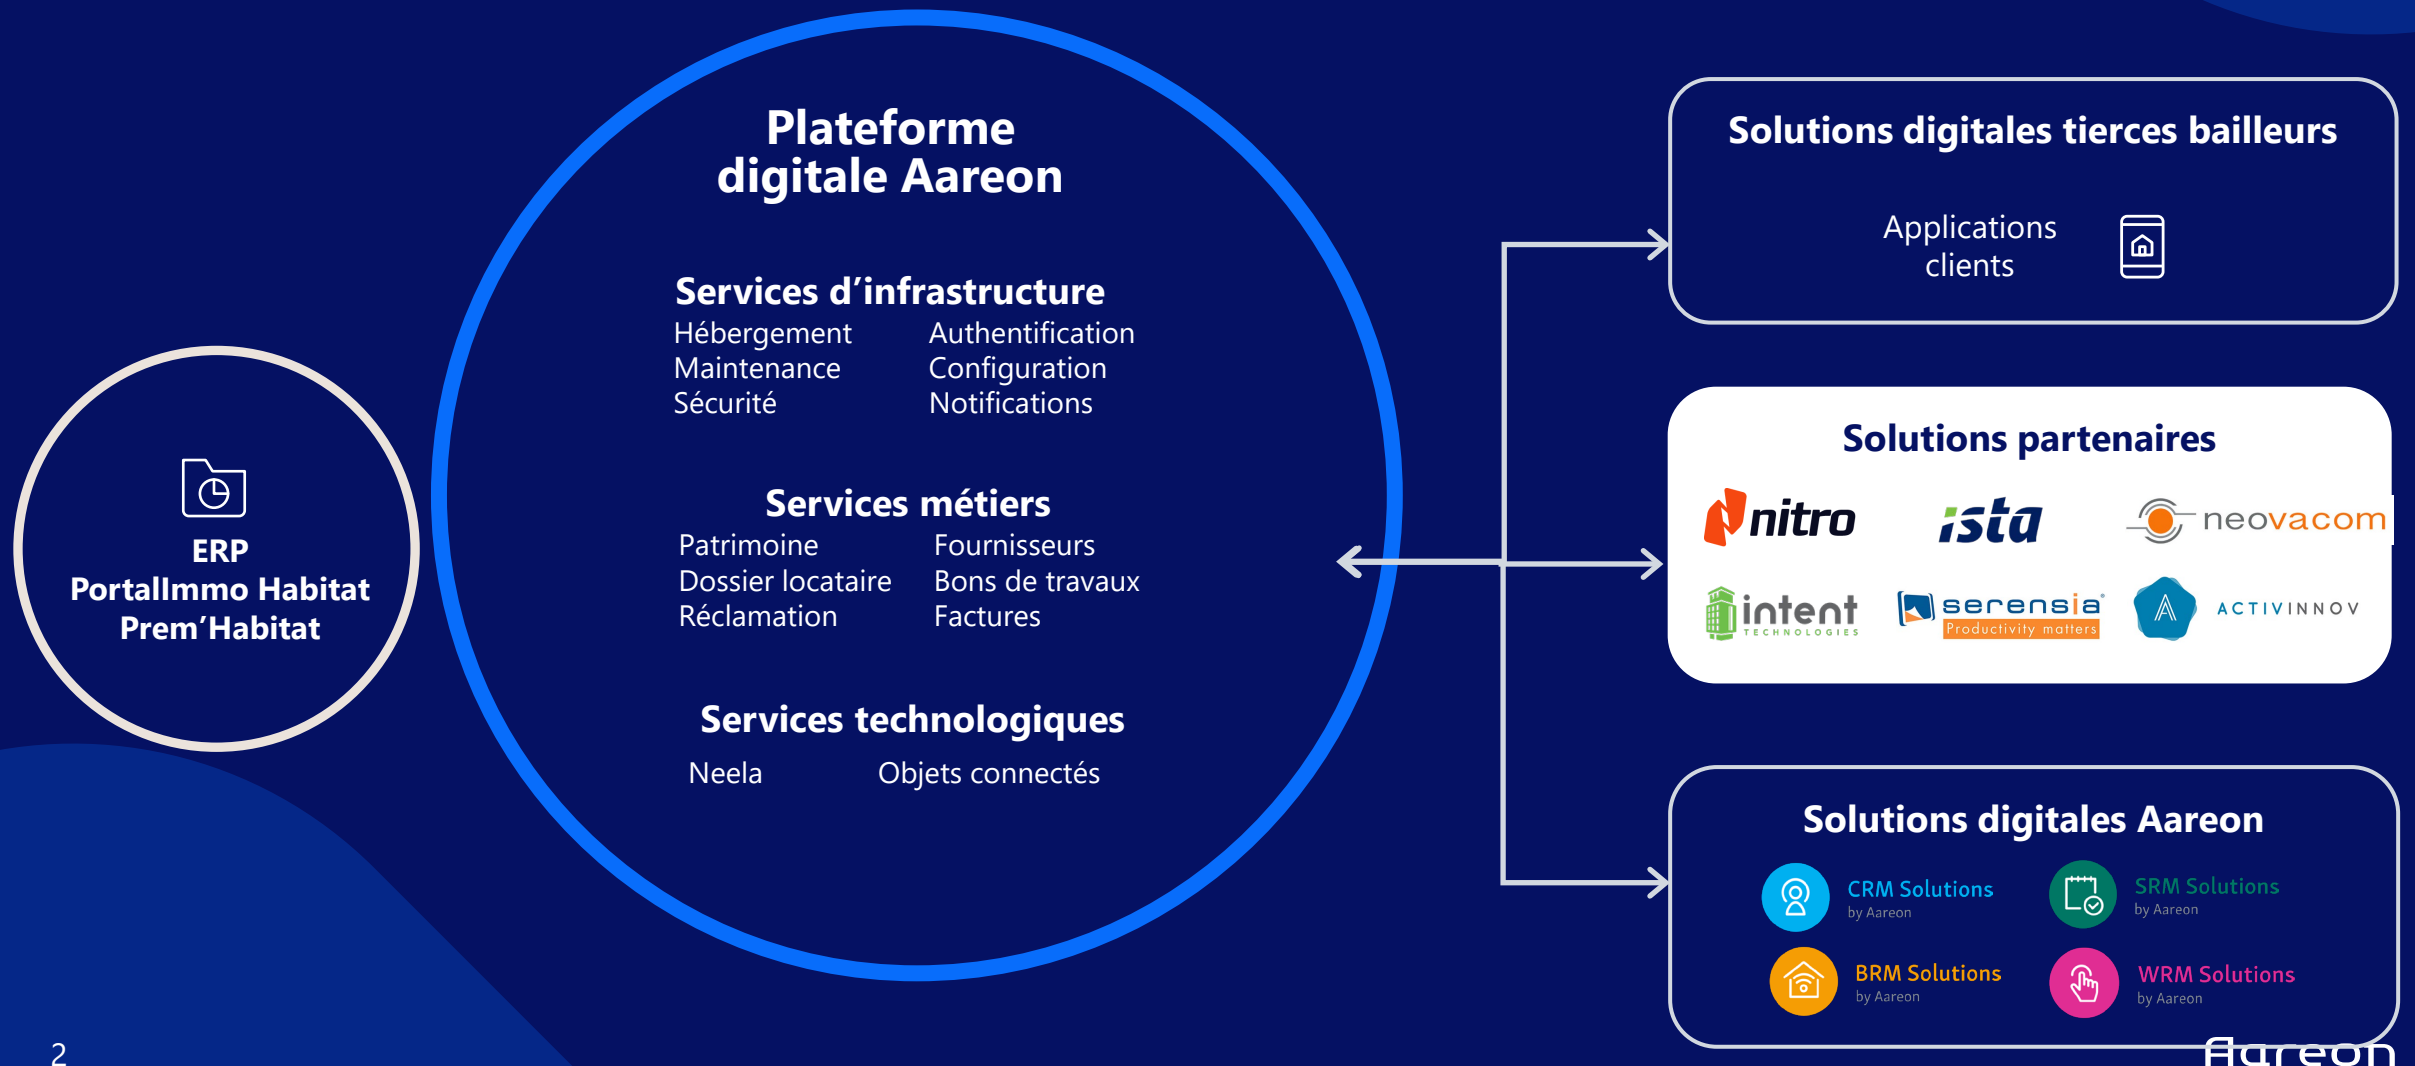 Plateforme
digitale Aareon
Services d’infrastructure
Hébergement Authentification
Maintenance Configuration
Sécurité Notifications
Services métiers
Patrimoine Fournisseurs
Dossier locataire Bons de travaux
Réclamation Factures
Services technologiques
Neela Objets connectés
ERP
PortalImmo Habitat
Prem’Habitat
Solutions digitales tierces bailleurs
Applications
clients
Solutions partenaires
nitro ista neovacom
intent
TECHNOLOGIES
serensia®
Productivity matters
ACTIVINNOV
Solutions digitales Aareon
CRM Solutions
by Aareon
SRM Solutions
by Aareon
BRM Solutions
by Aareon
WRM Solutions
by Aareon
2
Aareon